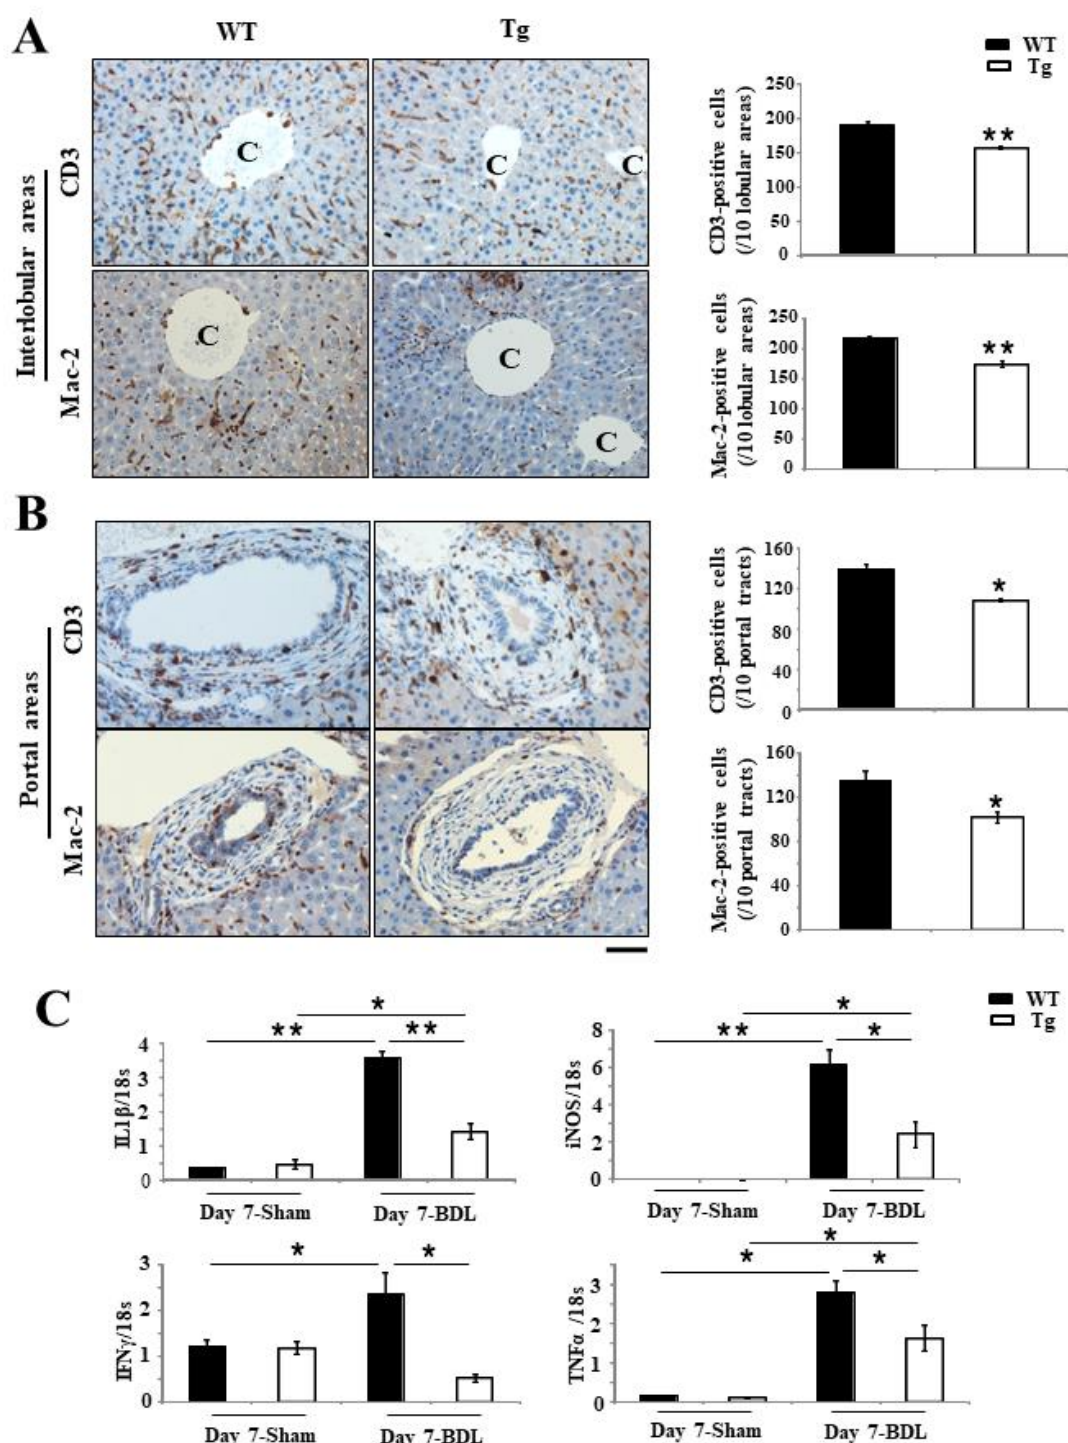 A
WT
Tg
WT
Tg
Interlobular areas
CD3
C
C
C
CD3-positive cells
(/10 lobular areas)
250
200
150
100
50
0
**
Mac-2
C
C
C
Mac-2-positive cells
(/10 lobular areas)
250
200
150
100
50
0
**
B
Portal areas
CD3
CD3-positive cells
(/10 portal tracts)
160
120
80
40
0
*
Mac-2
Mac-2-positive cells
(/10 portal tracts)
160
120
80
40
0
*
C
WT
Tg
IL1β/18s
4
3
2
1
0
**
*
**
Day 7-Sham
Day 7-BDL
iNOS/18s
8
6
4
2
0
**
*
*
Day 7-Sham
Day 7-BDL
IFNγ/18s
3
2
1
0
*
*
Day 7-Sham
Day 7-BDL
TNFα /18s
3
2
1
0
*
*
*
Day 7-Sham
Day 7-BDL